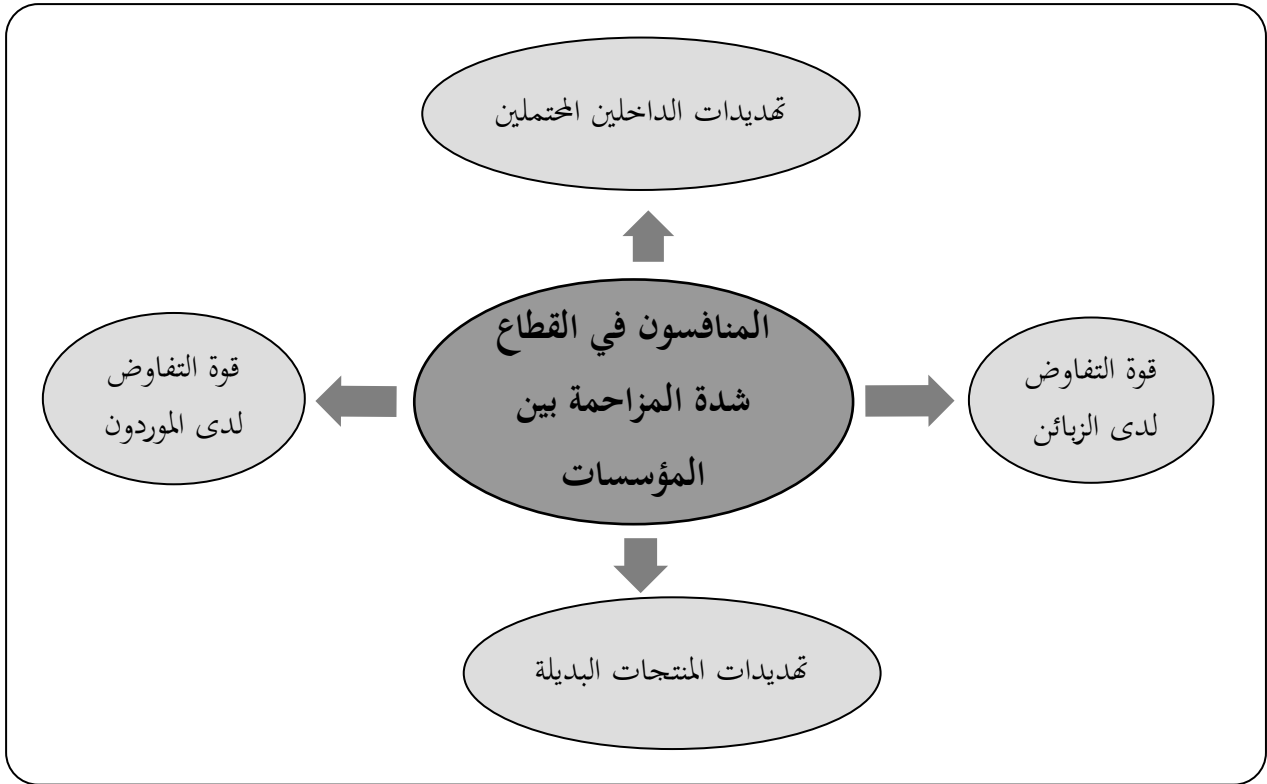 تهديدات الداخلين المحتملين
المنافسون في القطاع
شدة المزاحمة بين
المؤسسات
قوة التفاوض
لدى الزبائن
قوة التفاوض
لدى الموردون
تهديدات المنتجات البديلة